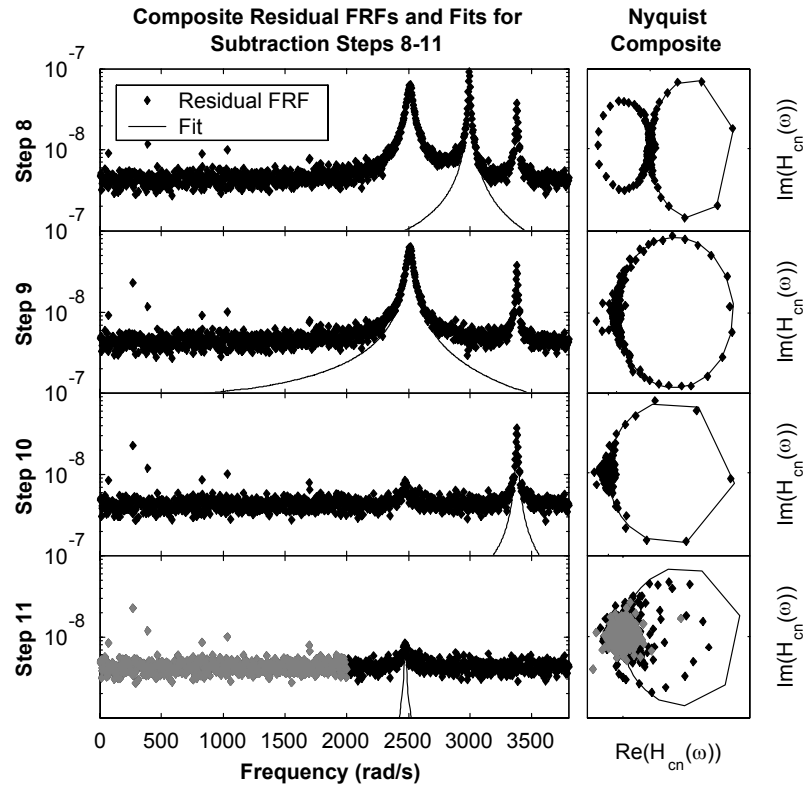 Composite Residual FRFs and Fits for
Subtraction Steps 8-11
Nyquist
Composite
10^-7
Residual FRF
Fit
Step 8
10^-8
Im(H_cn(ω))
10^-7
Step 9
10^-8
Im(H_cn(ω))
10^-7
Step 10
10^-8
Im(H_cn(ω))
10^-7
Step 11
10^-8
Im(H_cn(ω))
0 500 1000 1500 2000 2500 3000 3500
Frequency (rad/s)
Re(H_cn(ω))